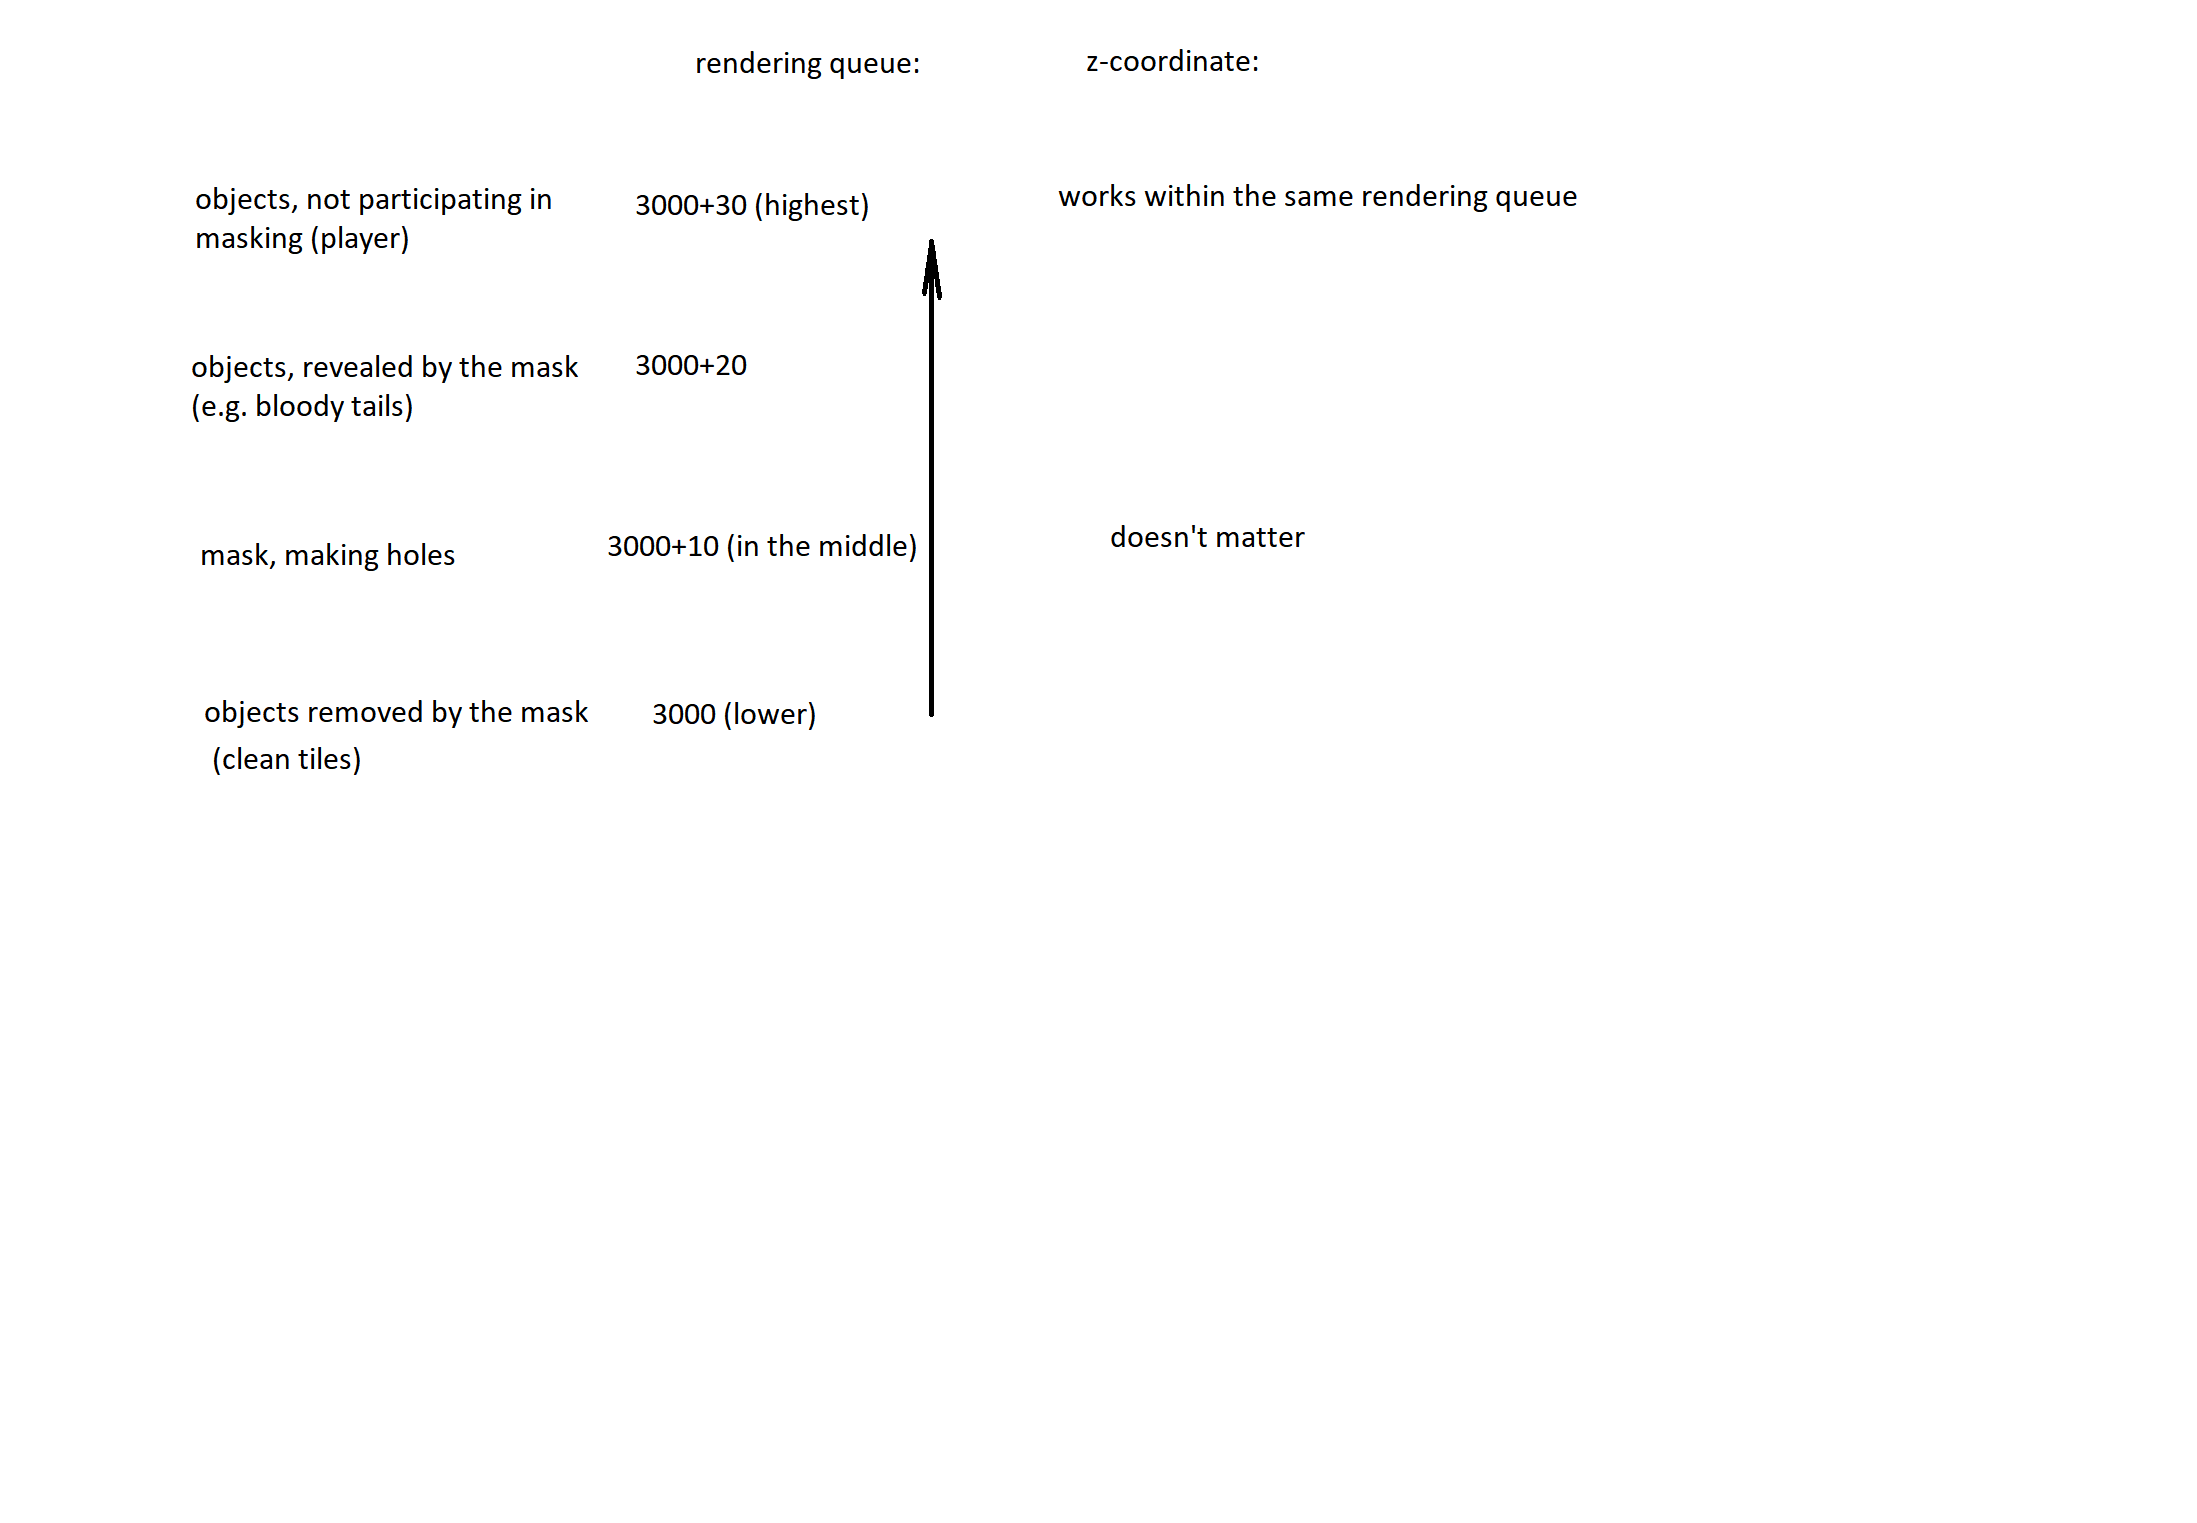 rendering queue:
z-coordinate:
objects, not participating in
masking (player)
3000+30 (highest)
works within the same rendering queue
objects, revealed by the mask
(e.g. bloody tails)
3000+20
mask, making holes
3000+10 (in the middle)
doesn't matter
objects removed by the mask
(clean tiles)
3000 (lower)